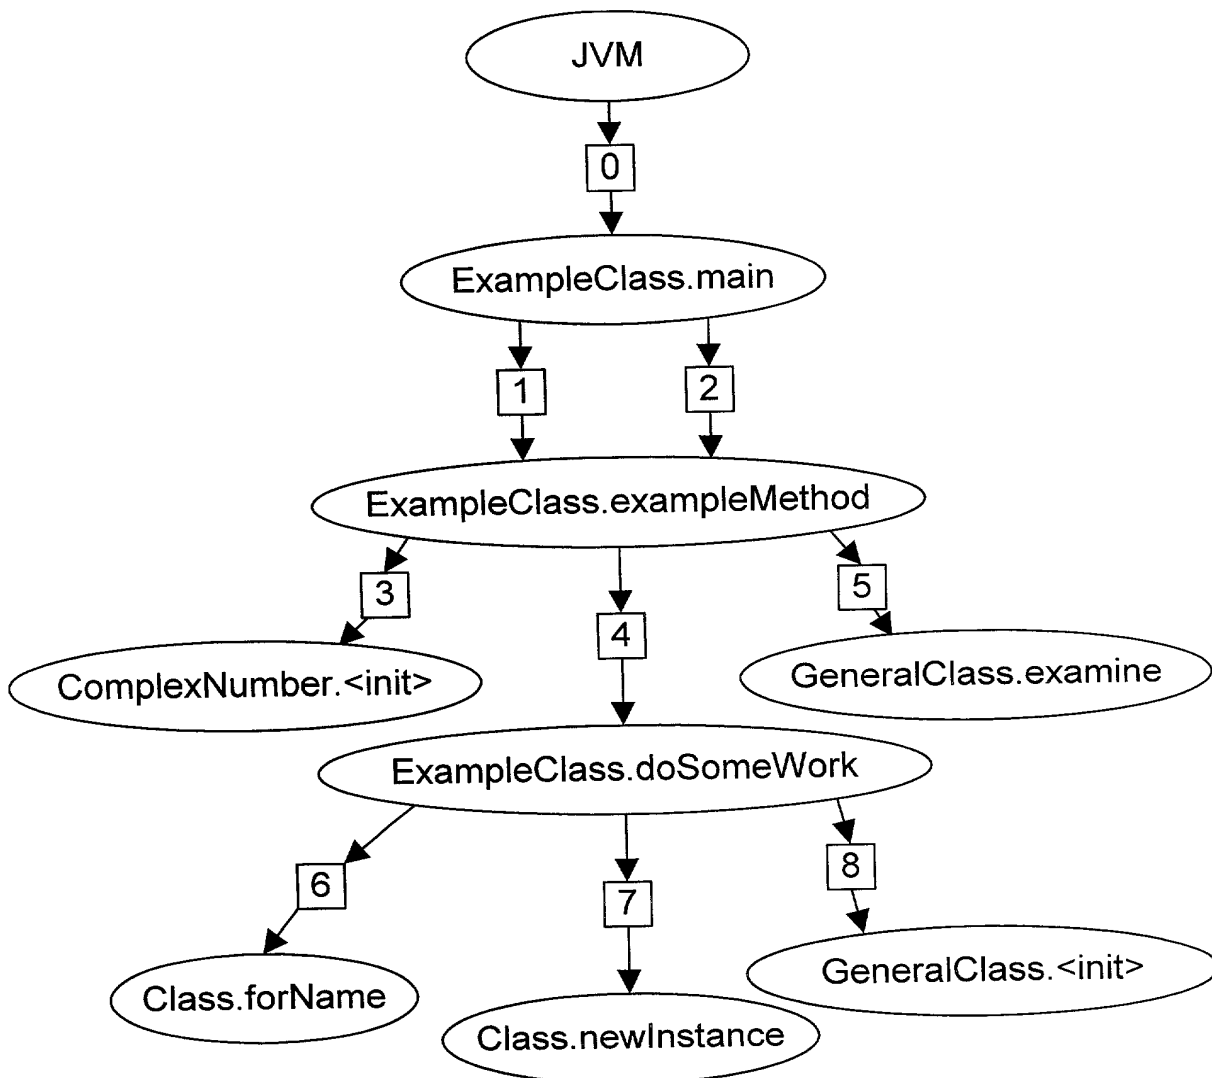 JVM
0
ExampleClass.main
1 2
ExampleClass.exampleMethod
3 4 5
ComplexNumber.<init>
GeneralClass.examine
ExampleClass.doSomeWork
6 7 8
Class.forName
Class.newInstance
GeneralClass.<init>